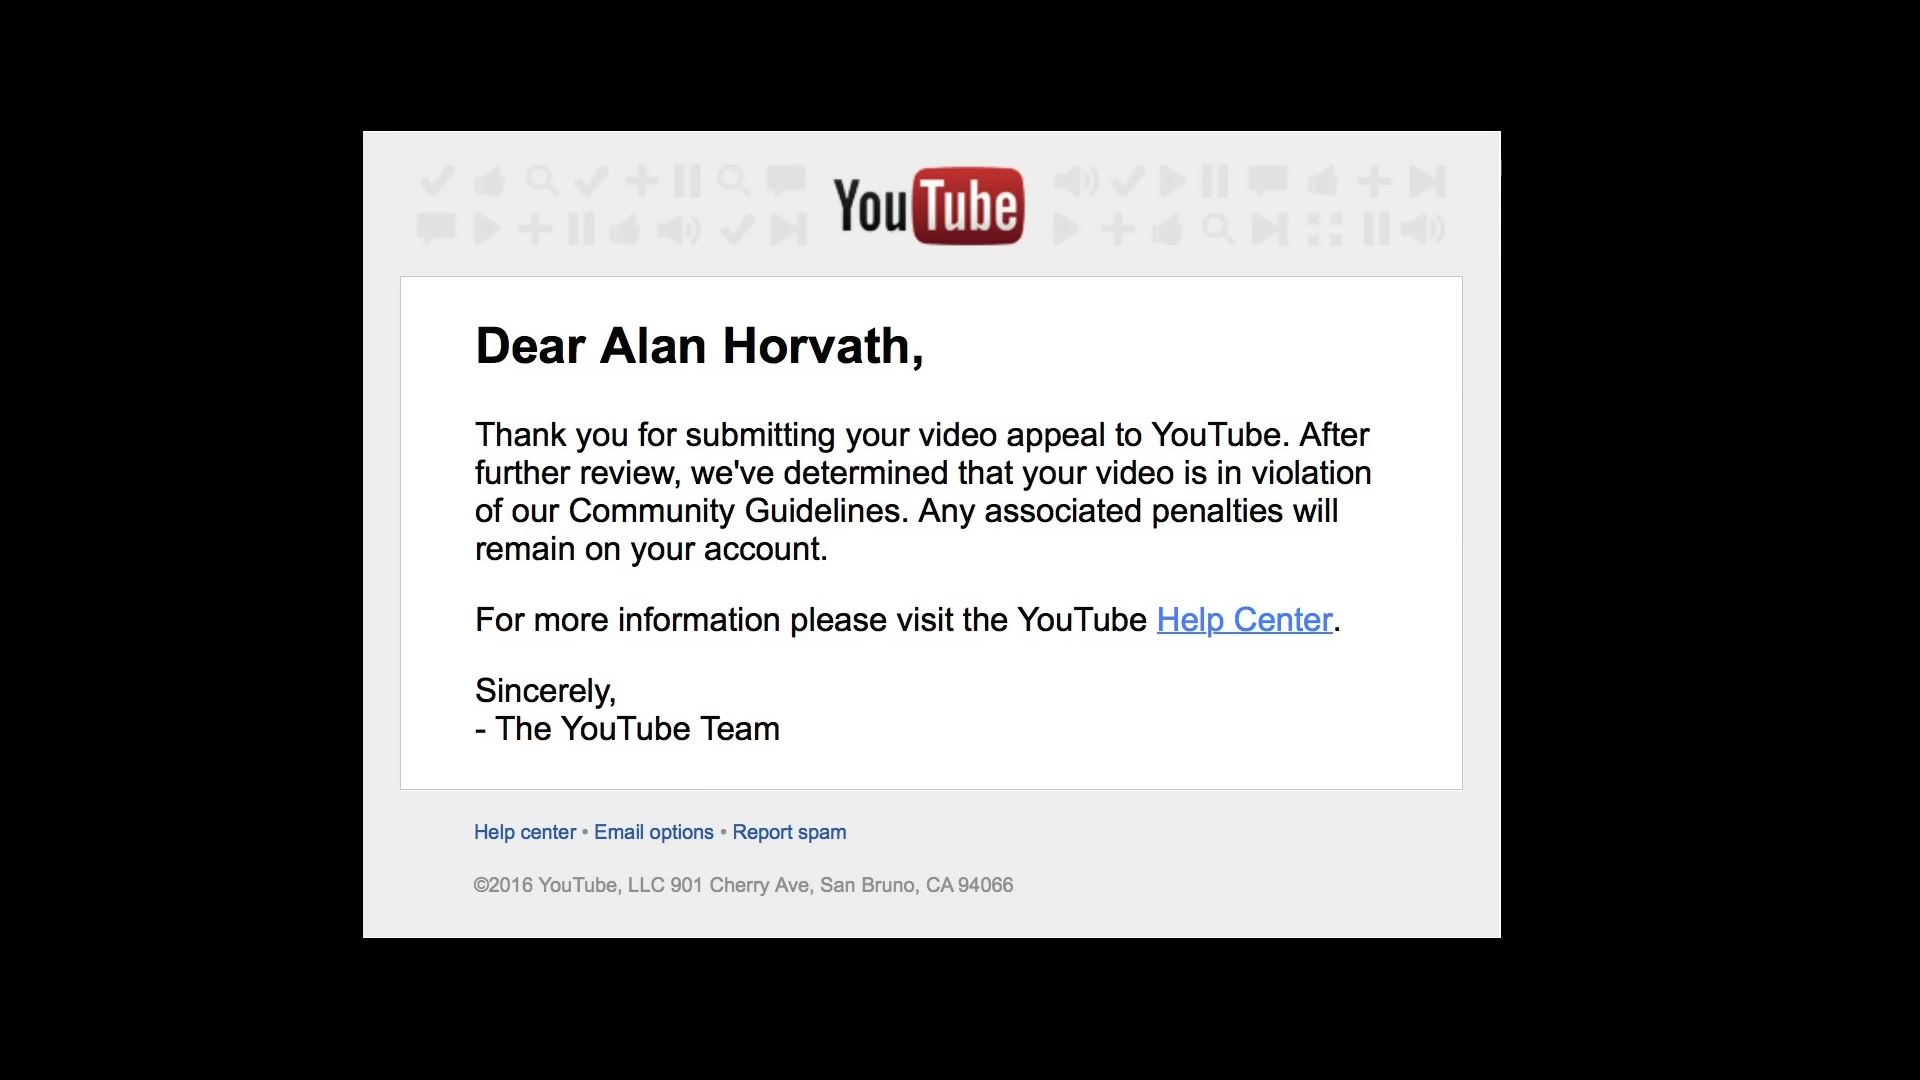 YouTube
Dear Alan Horvath,
Thank you for submitting your video appeal to YouTube. After
further review, we've determined that your video is in violation
of our Community Guidelines. Any associated penalties will
remain on your account.
For more information please visit the YouTube Help Center.
Sincerely,
- The YouTube Team
Help center • Email options • Report spam
©2016 YouTube, LLC 901 Cherry Ave, San Bruno, CA 94066